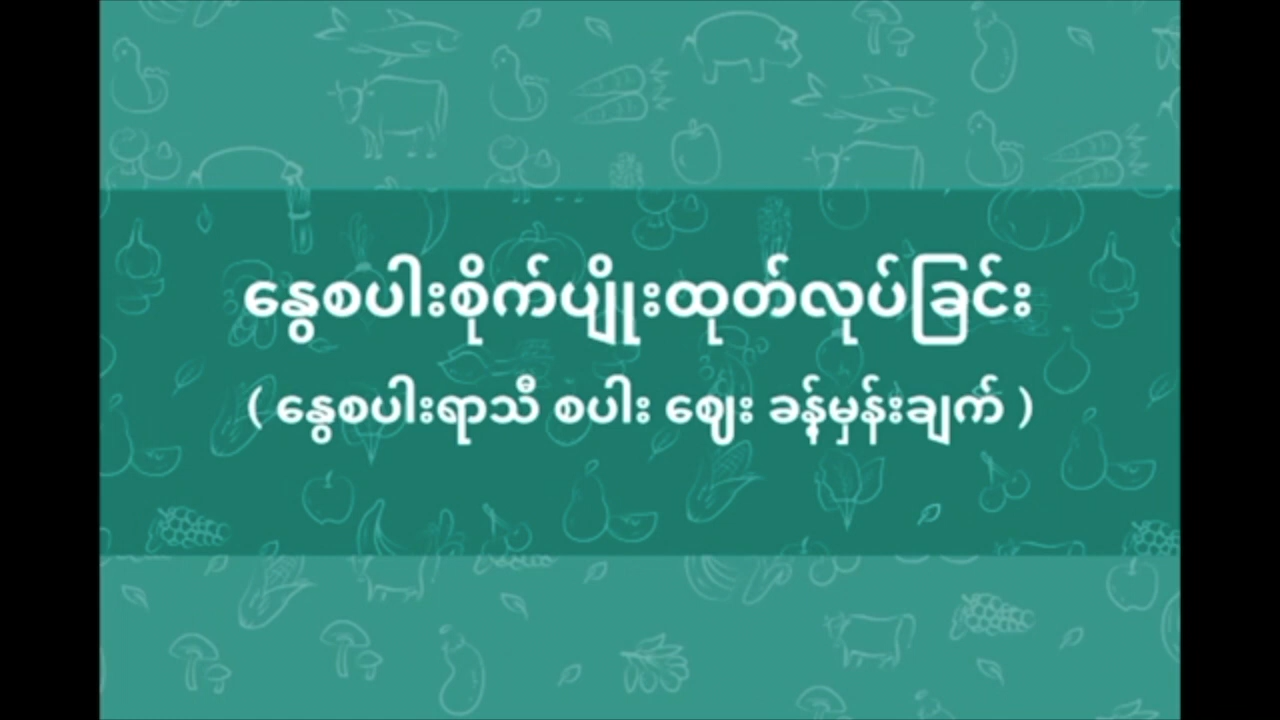 နွေစပါးစိုက်ပျိုးထုတ်လုပ်ခြင်း
( နွေစပါးရာသီ စပါး ဈေး ခန့်မှန်းချက် )